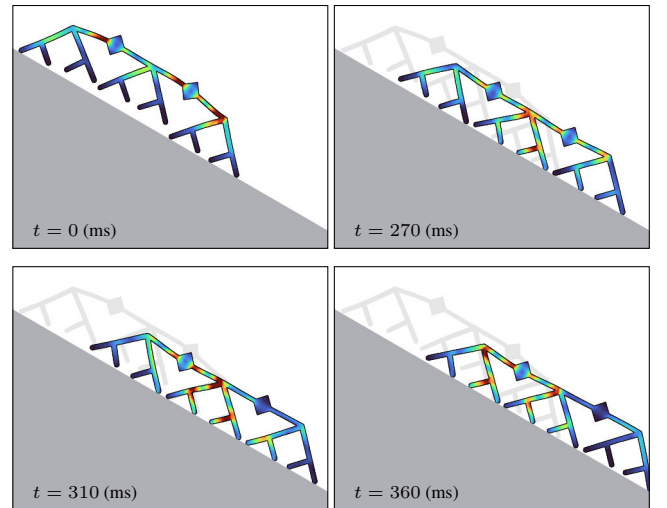 t = 0 (ms)
t = 270 (ms)
t = 310 (ms)
t = 360 (ms)